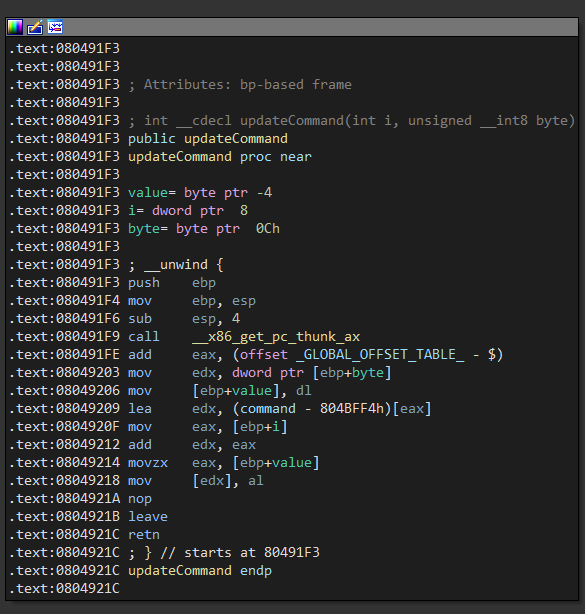 .text:080491F3
.text:080491F3
.text:080491F3 ; Attributes: bp-based frame
.text:080491F3
.text:080491F3 ; int __cdecl updateCommand(int i, unsigned __int8 byte)
.text:080491F3 public updateCommand
.text:080491F3 updateCommand proc near
.text:080491F3
.text:080491F3 value= byte ptr -4
.text:080491F3 i= dword ptr  8
.text:080491F3 byte= byte ptr  0Ch
.text:080491F3
.text:080491F3 ; __unwind {
.text:080491F3 push    ebp
.text:080491F4 mov     ebp, esp
.text:080491F6 sub     esp, 4
.text:080491F9 call    __x86_get_pc_thunk_ax
.text:080491FE add     eax, (offset _GLOBAL_OFFSET_TABLE_ - $)
.text:08049203 mov     edx, dword ptr [ebp+byte]
.text:08049206 mov     [ebp+value], dl
.text:08049209 lea     edx, (command - 804BFF4h)[eax]
.text:0804920F mov     eax, [ebp+i]
.text:08049212 add     edx, eax
.text:08049214 movzx   eax, [ebp+value]
.text:08049218 mov     [edx], al
.text:0804921A nop
.text:0804921B leave
.text:0804921C retn
.text:0804921C ; } // starts at 80491F3
.text:0804921C updateCommand endp
.text:0804921C